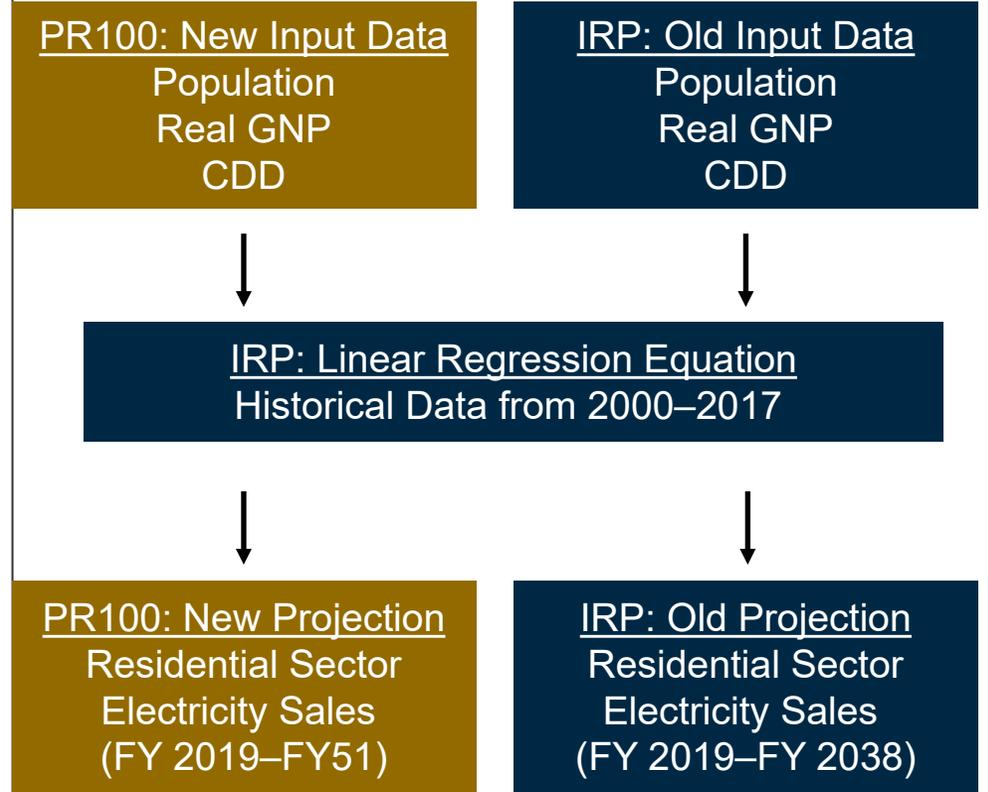 PR100: New Input Data
Population
Real GNP
CDD
IRP: Old Input Data
Population
Real GNP
CDD
IRP: Linear Regression Equation
Historical Data from 2000–2017
PR100: New Projection
Residential Sector
Electricity Sales
(FY 2019–FY51)
IRP: Old Projection
Residential Sector
Electricity Sales
(FY 2019–FY 2038)